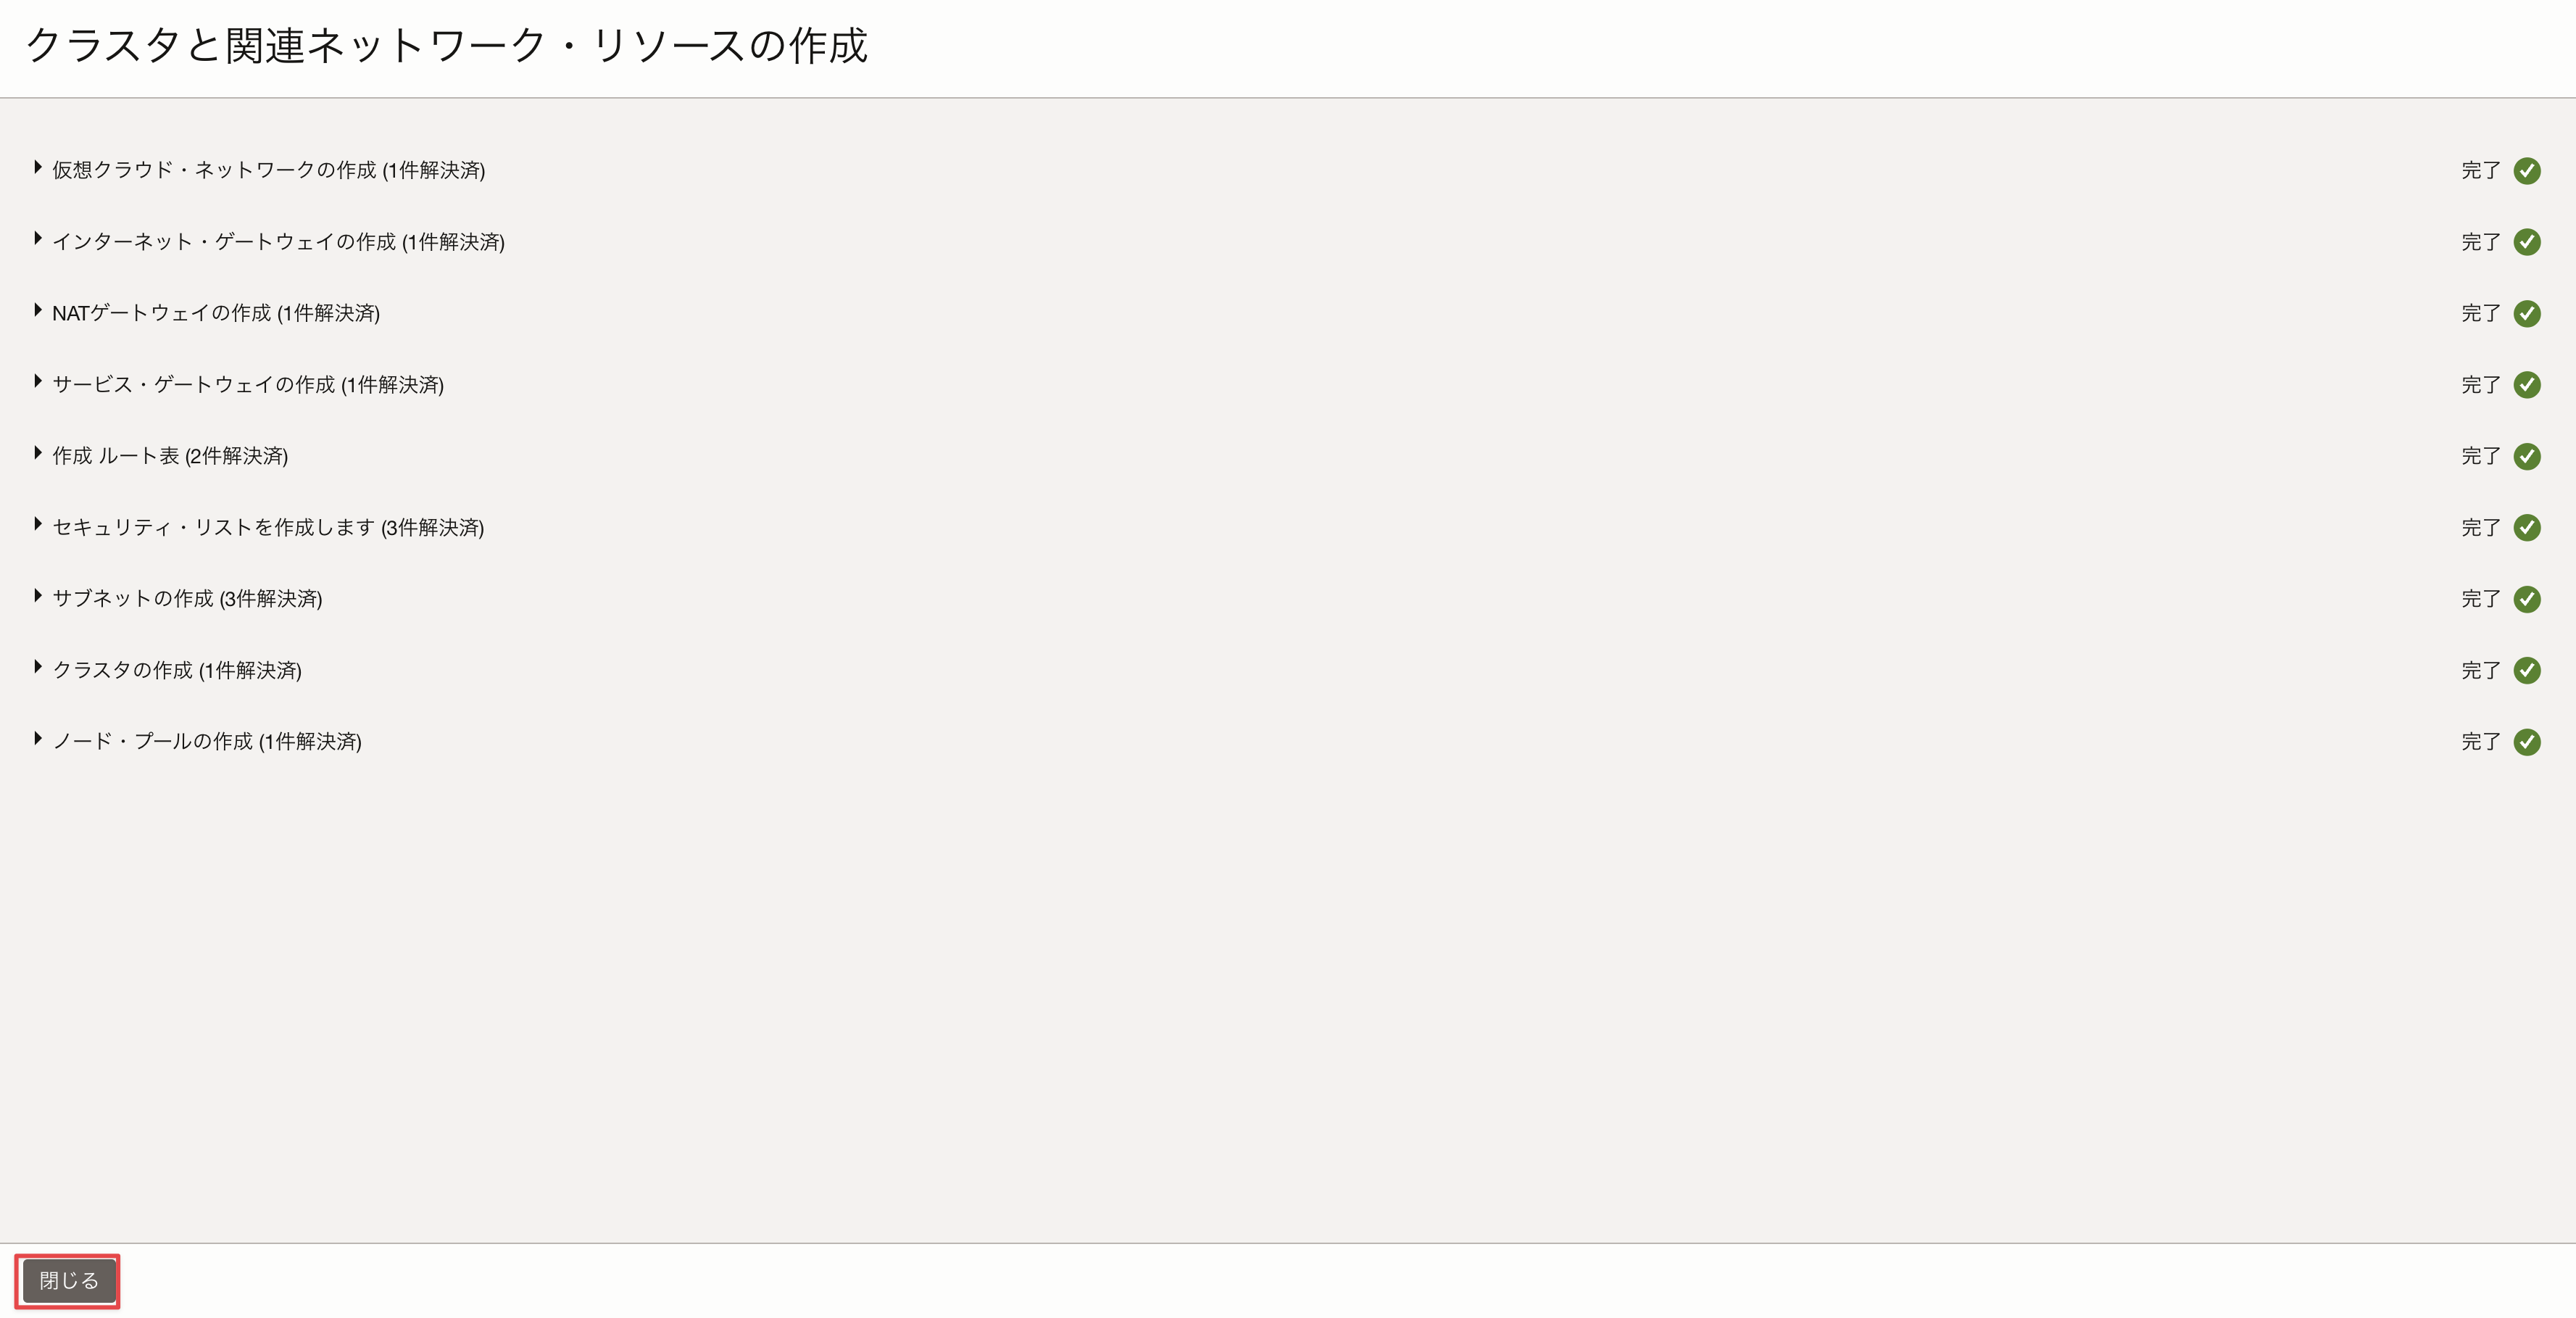 クラスタと関連ネットワーク・リソースの作成
仮想クラウド・ネットワークの作成 (1件解決済) 完了
インターネット・ゲートウェイの作成 (1件解決済) 完了
NATゲートウェイの作成 (1件解決済) 完了
サービス・ゲートウェイの作成 (1件解決済) 完了
作成 ルート表 (2件解決済) 完了
セキュリティ・リストを作成します (3件解決済) 完了
サブネットの作成 (3件解決済) 完了
クラスタの作成 (1件解決済) 完了
ノード・プールの作成 (1件解決済) 完了
閉じる